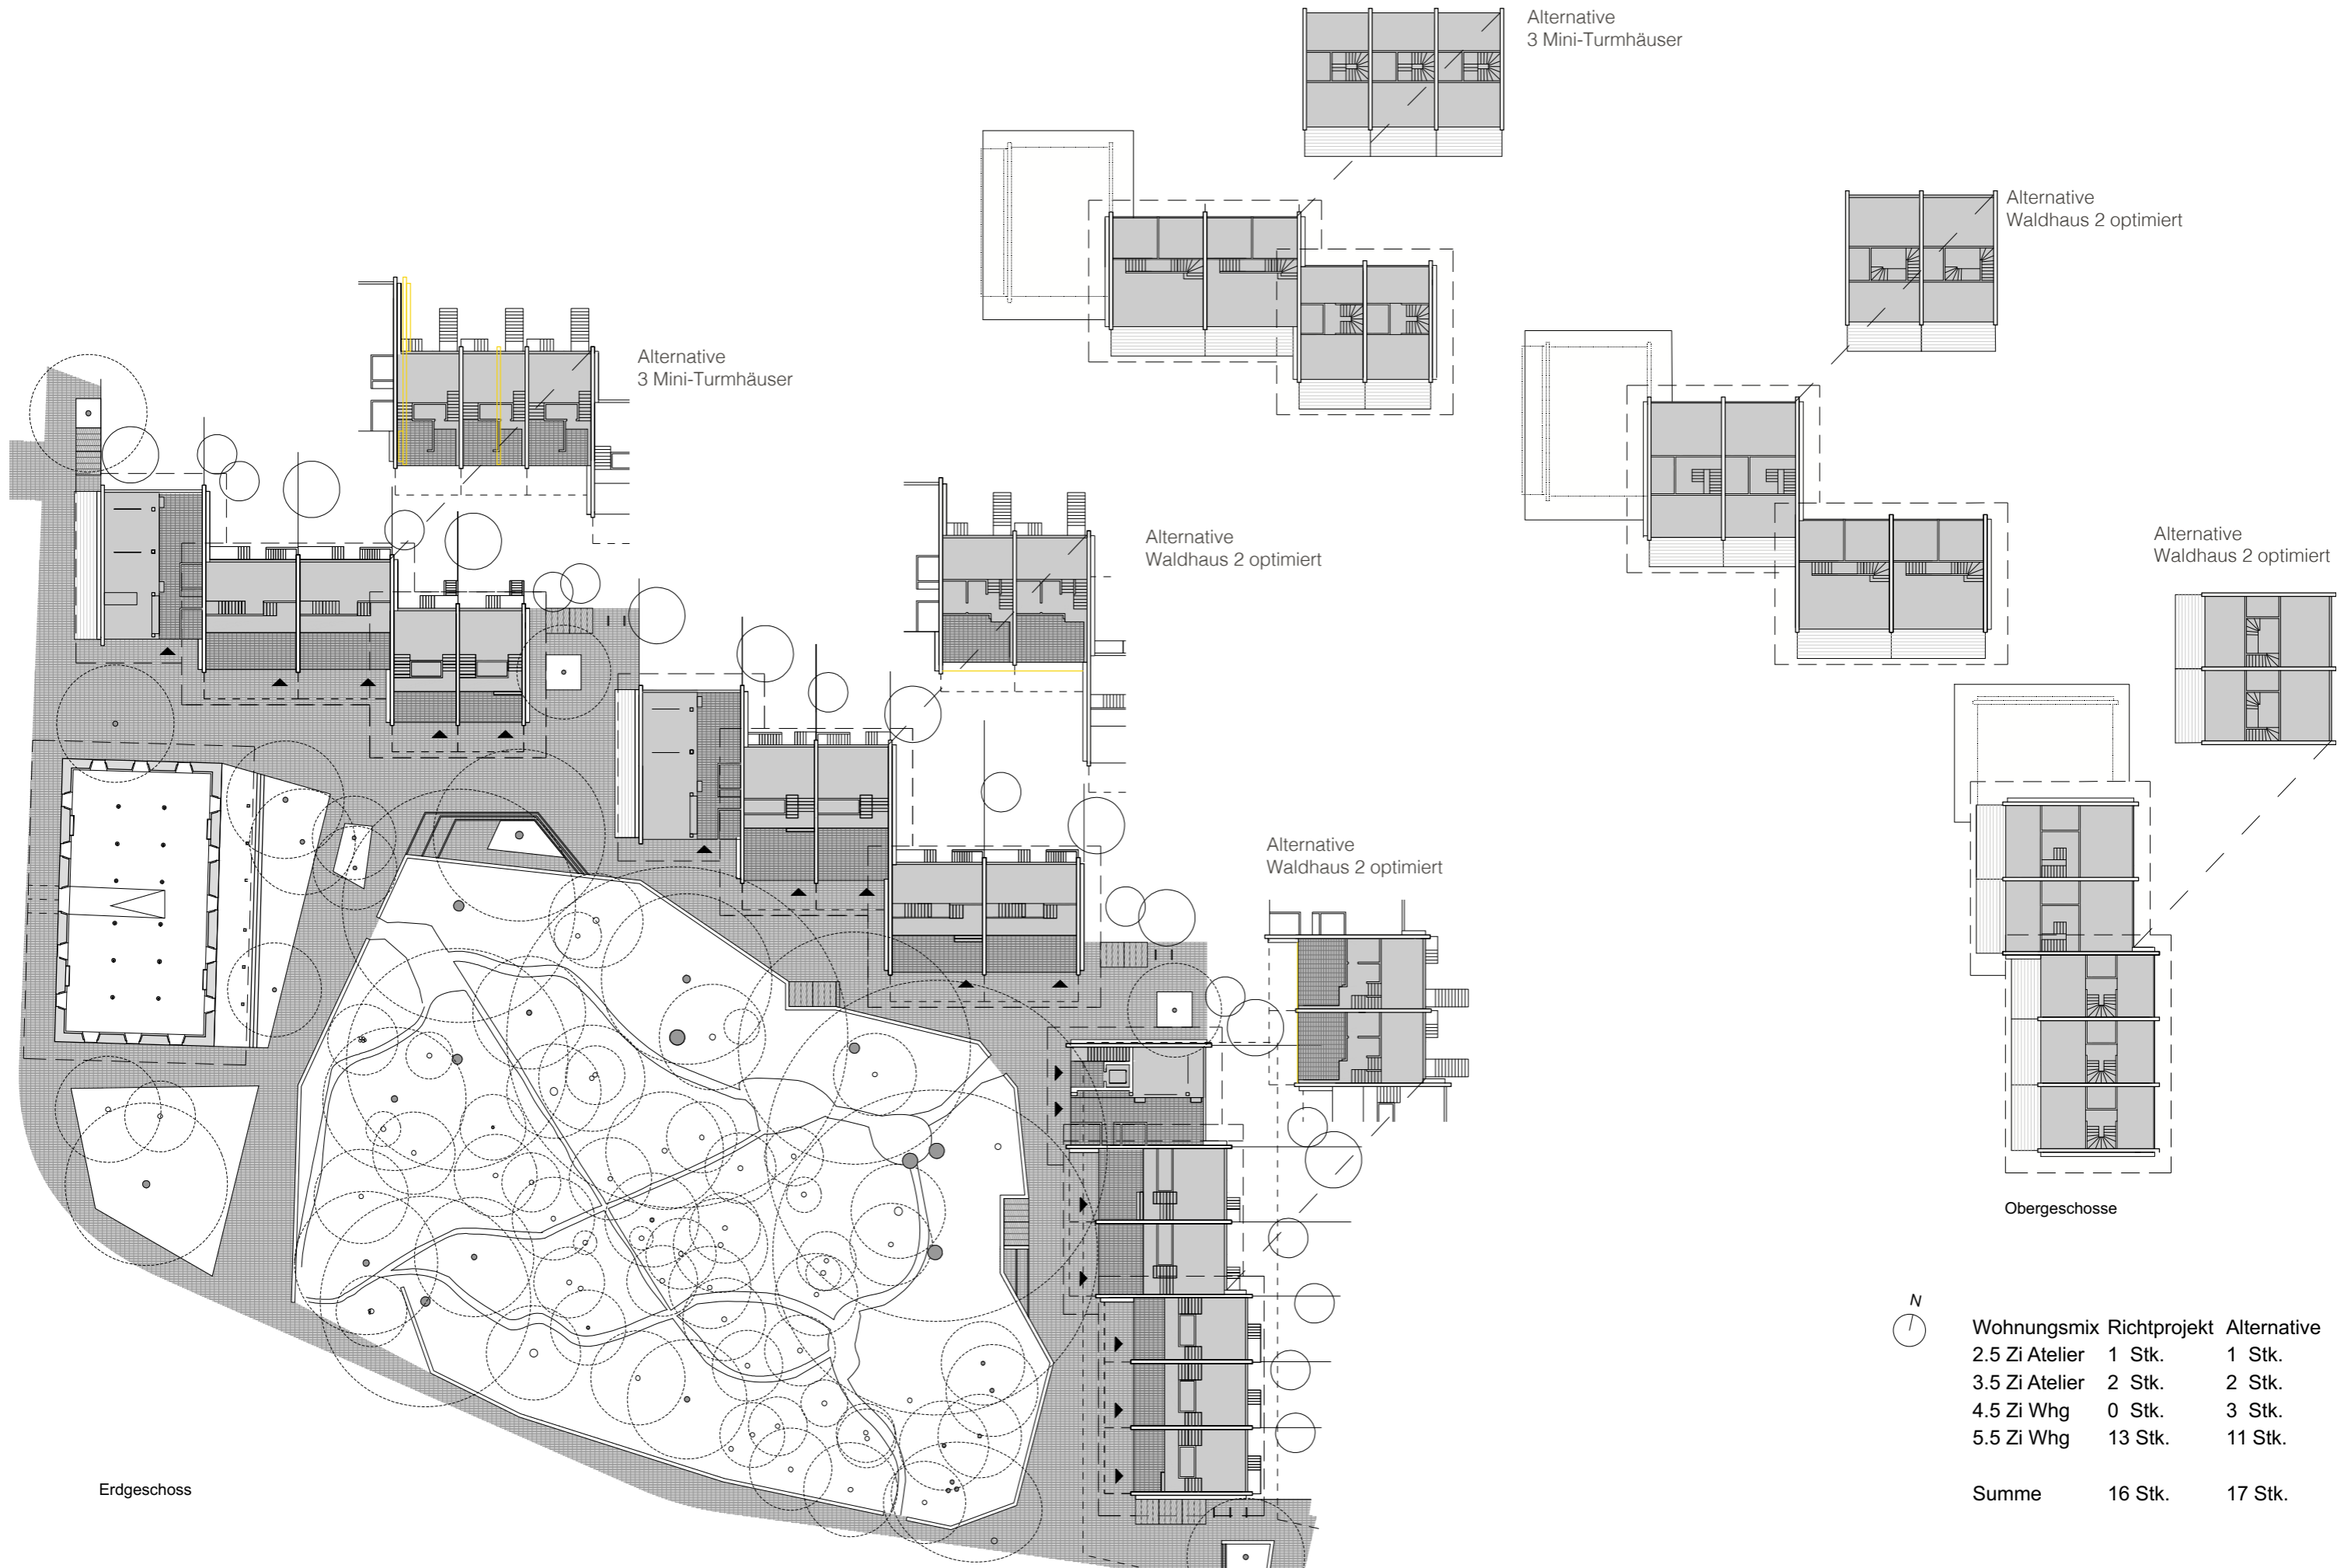 Alternative
3 Mini-Turmhäuser
Alternative
Waldhaus 2 optimiert
Alternative
3 Mini-Turmhäuser
Alternative
Waldhaus 2 optimiert
Alternative
Waldhaus 2 optimiert
Alternative
Waldhaus 2 optimiert
Obergeschosse
N
Wohnungsmix Richtprojekt Alternative
2.5 Zi Atelier 1 Stk. 1 Stk.
3.5 Zi Atelier 2 Stk. 2 Stk.
4.5 Zi Whg 0 Stk. 3 Stk.
5.5 Zi Whg 13 Stk. 11 Stk.
Summe 16 Stk. 17 Stk.
Erdgeschoss